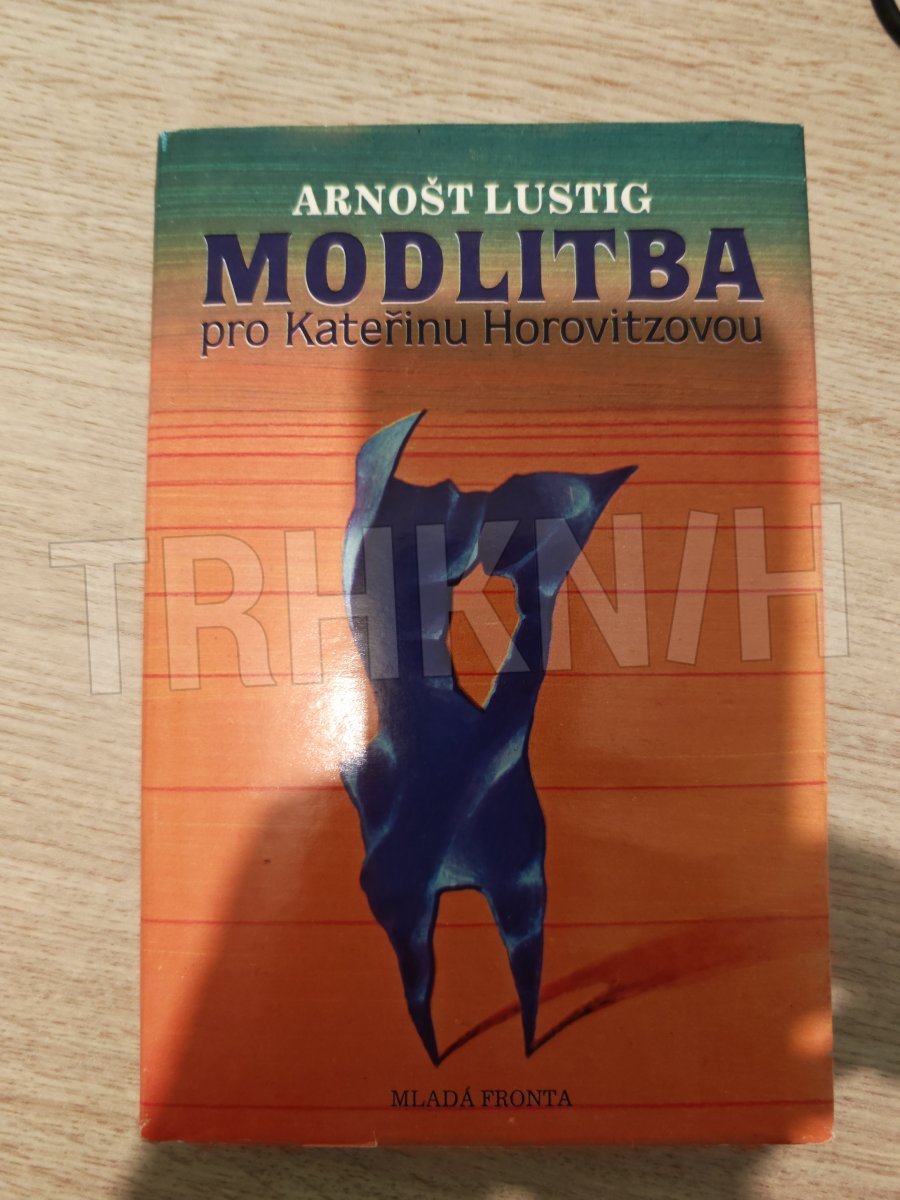 ARNOŠT LUSTIG
MODLITBA
pro Kateřinu Horovitzovou
TRHKNIH
MLADÁ FRONTA